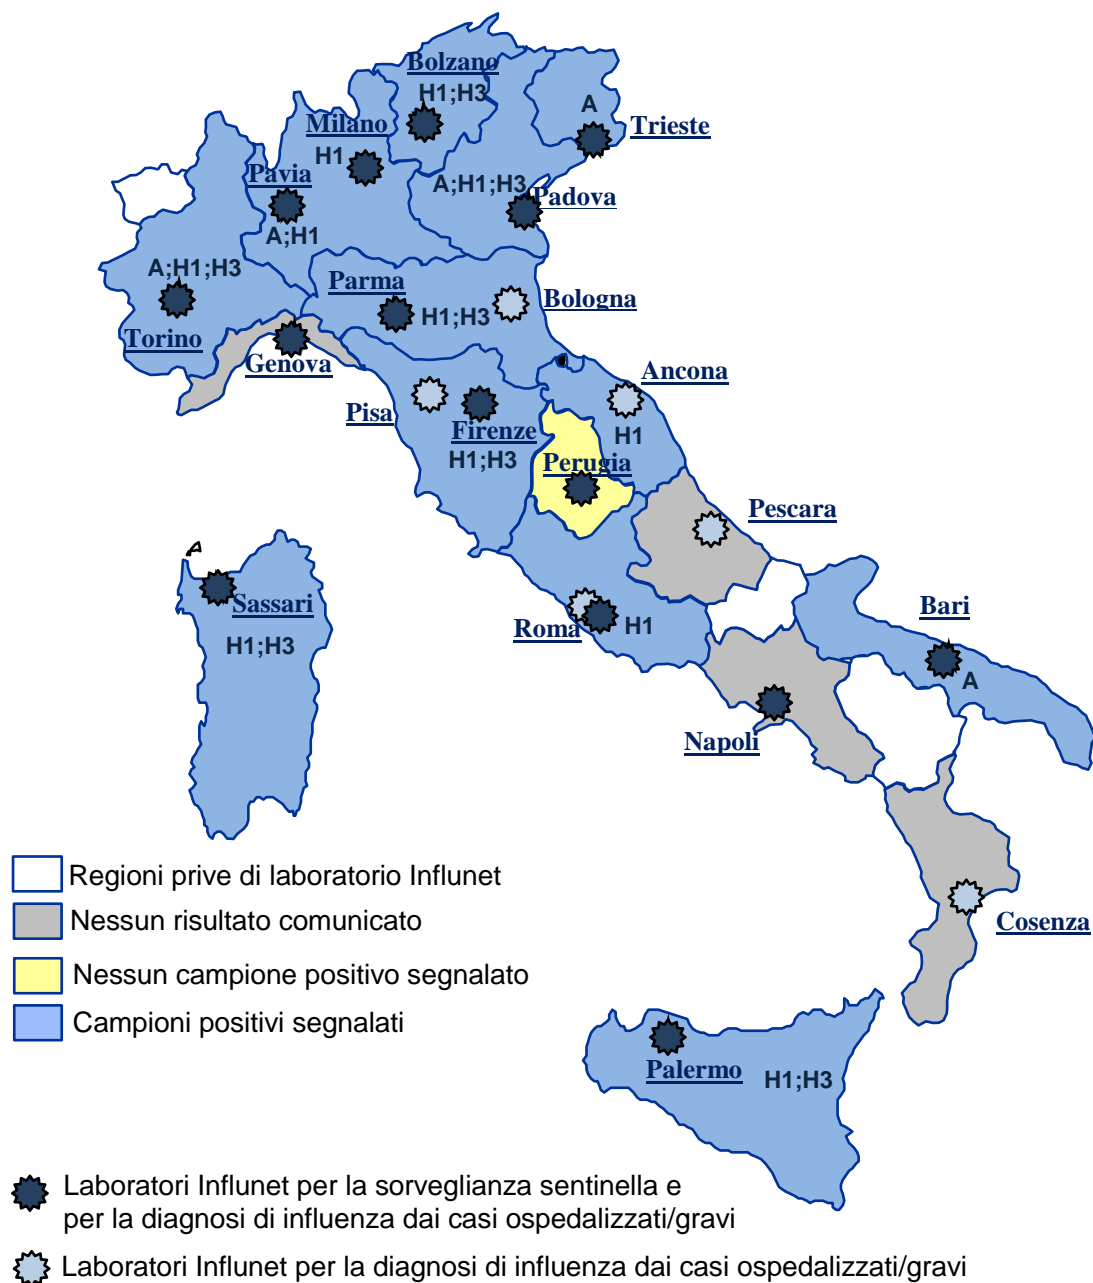 Bolzano
H1;H3
A
Trieste
Milano
H1
Pavia
A;H1
A;H1;H3
Padova
A;H1;H3
Torino
Parma
H1;H3
Bologna
Genova
Ancona
H1
Pisa
Firenze
H1;H3
Perugia
Pescara
A
Sassari
H1;H3
Roma
H1
Bari
A
Napoli
Cosenza
Palermo
H1;H3
Regioni prive di laboratorio Influnet
Nessun risultato comunicato
Nessun campione positivo segnalato
Campioni positivi segnalati
Laboratori Influnet per la sorveglianza sentinella e
per la diagnosi di influenza dai casi ospedalizzati/gravi
Laboratori Influnet per la diagnosi di influenza dai casi ospedalizzati/gravi